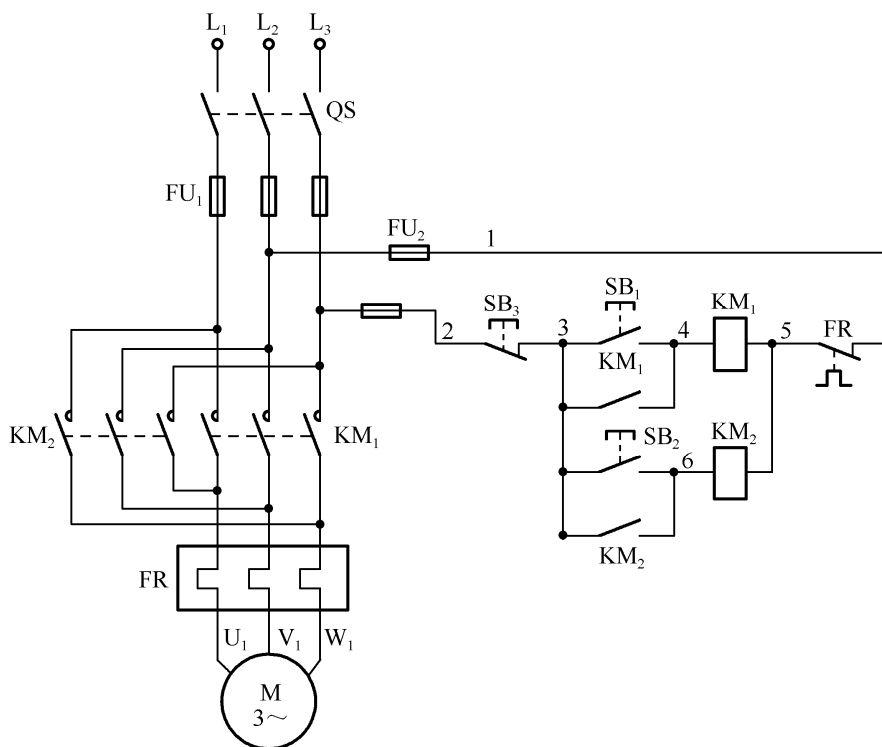 L₁ L₂ L₃
QS
FU₁
FU₂ 1
SB₃ SB₁ KM₁
2 3 4 5 FR
KM₁
KM₂ KM₁
SB₂ KM₂
6
KM₂
FR
U₁ V₁ W₁
M
3～